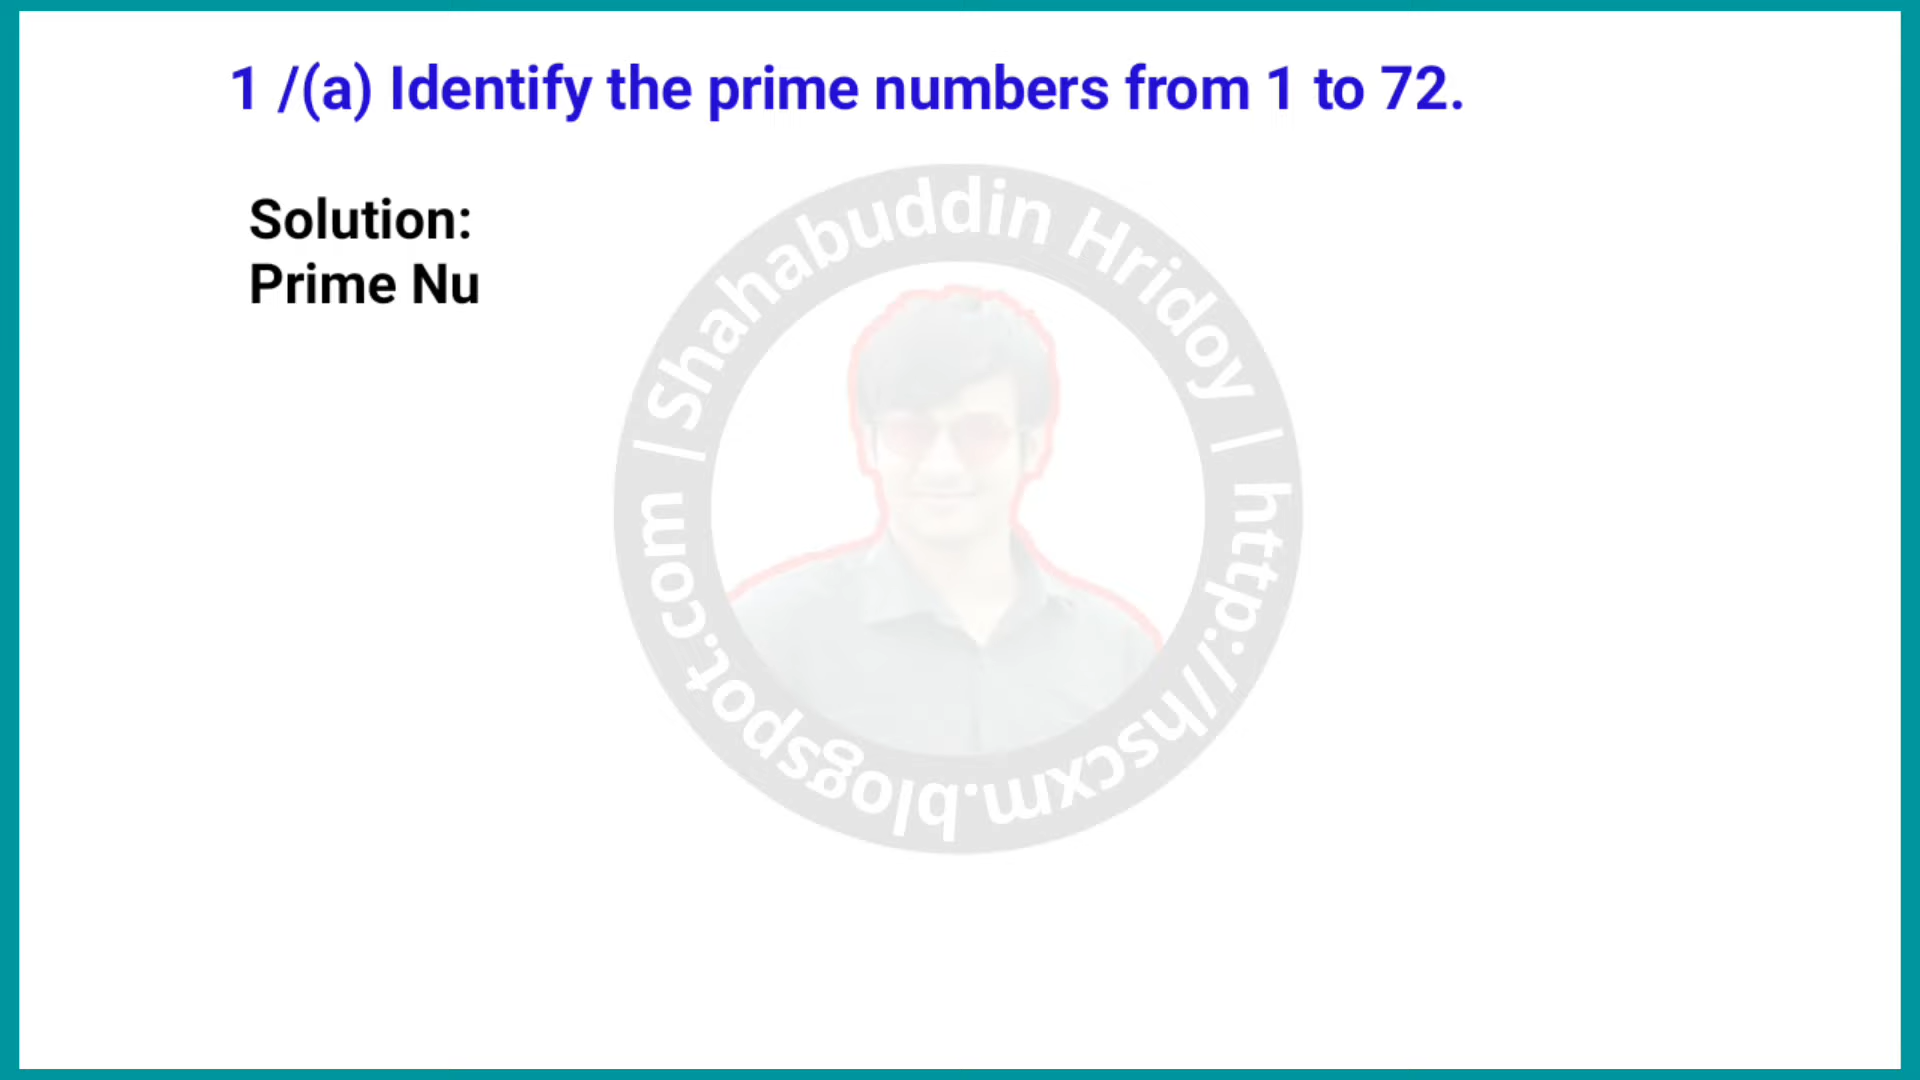 1 /(a) Identify the prime numbers from 1 to 72.
Solution:
Prime Nu
|Shahabuddin Hridoy | http://hscxm.blogspot.com